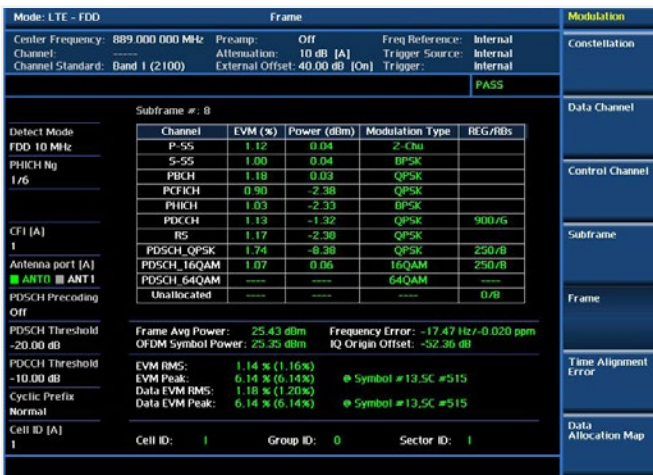 Mode: LTE - FDD Frame Modulation
Center Frequency: 889.000 000 MHz Preamp: Off Freq Reference: Internal
Channel: ----- Attenuation: 10 dB [A] Trigger Source: Internal
Channel Standard: Band 1 (2100) External Offset: 40.00 dB [On] Trigger: Internal
PASS
Constellation
Data Channel
Control Channel
Subframe
Frame
Time Alignment
Error
Data
Allocation Map
Detect Mode
FDD 10 MHz
PHICH Ng
1/6
CFI [A]
1
Antenna port [A]
ANT0 ANT1
PDSCH Precoding
Off
PDSCH Threshold
-20.00 dB
PDCCH Threshold
-10.00 dB
Cyclic Prefix
Normal
Cell ID [A]
1
Subframe #: 8
Channel EVM (%) Power (dBm) Modulation Type REG/RBs
P-SS 1.12 0.04 Z-Chu
S-SS 1.00 0.04 BPSK
PBCH 1.18 0.03 QPSK
PCFICH 0.90 -2.38 QPSK
PHICH 1.03 -2.33 BPSK
PDCCH 1.13 -1.32 QPSK 900/G
RS 1.17 -2.30 QPSK
PDSCH_QPSK 1.74 -8.38 QPSK 250/8
PDSCH_16QAM 1.07 0.06 16QAM 250/8
PDSCH_64QAM ---- ---- 64QAM ----
Unallocated ---- ---- ---- 0/8
Frame Avg Power: 25.43 dBm Frequency Error: -17.47 Hz/-0.020 ppm
OFDM Symbol Power: 25.35 dBm IQ Origin Offset: -52.36 dB
EVM RMS: 1.14 % (1.16%)
EVM Peak: 6.14 % (6.14%) @ Symbol #13,SC #515
Data EVM RMS: 1.18 % (1.20%)
Data EVM Peak: 6.14 % (6.14%) @ Symbol #13,SC #515
Cell ID: 1 Group ID: 0 Sector ID: 1